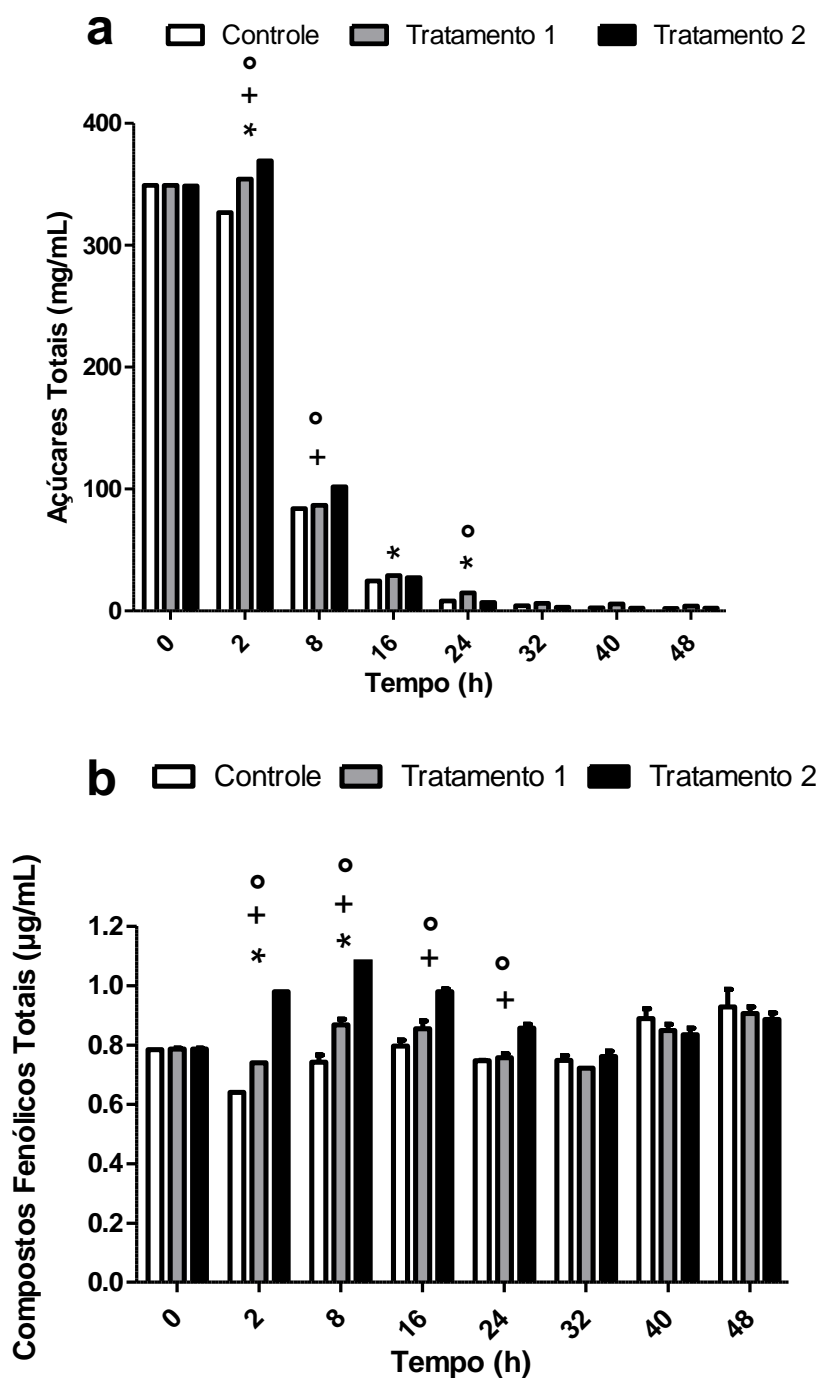 a Controle Tratamento 1 Tratamento 2
° + *
400
300
200
100
0
Açúcares Totais (mg/mL)
° +
*
° *
0 2 8 16 24 32 40 48
Tempo (h)
b Controle Tratamento 1 Tratamento 2
Compostos Fenólicos Totais (µg/mL)
° + *
° + *
° +
° +
1.2
1.0
0.8
0.6
0.4
0.2
0.0
0 2 8 16 24 32 40 48
Tempo (h)